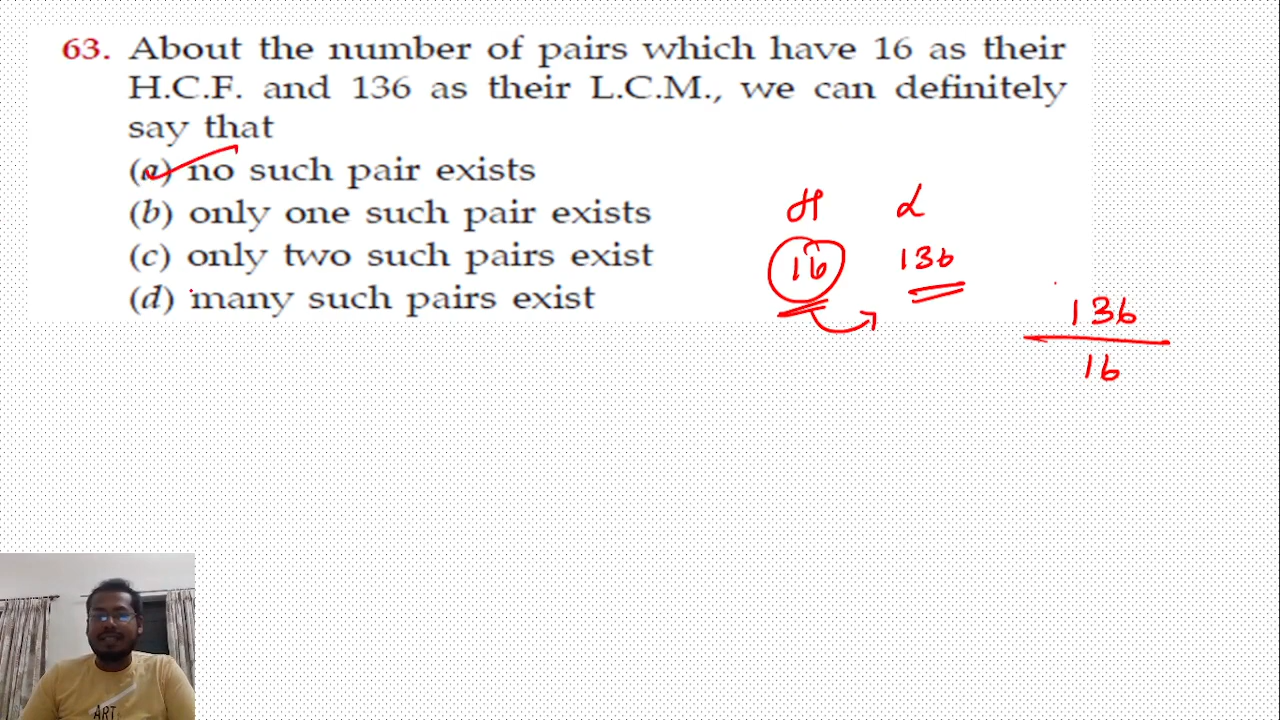 63. About the number of pairs which have 16 as their
H.C.F. and 136 as their L.C.M., we can definitely
say that
(a) no such pair exists
(b) only one such pair exists
(c) only two such pairs exist
(d) many such pairs exist
H L
16 136
136
16
ART